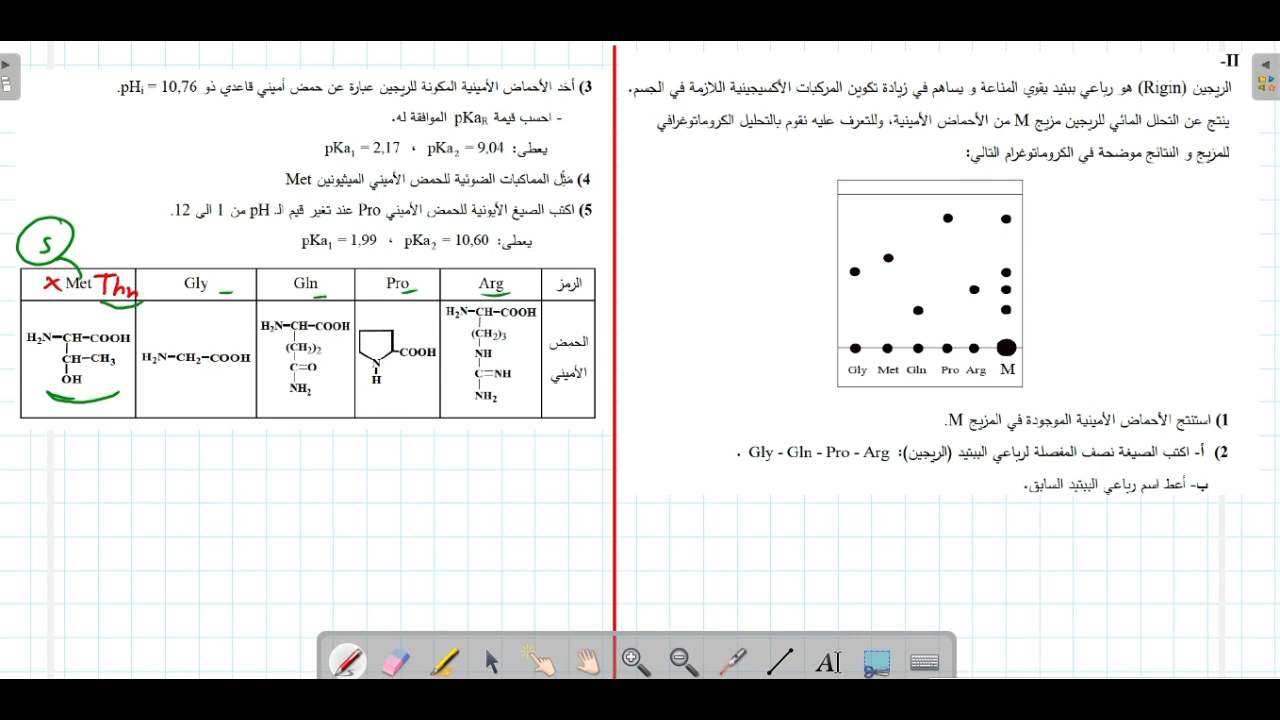 II-
الريجين (Rigin) هو رباعي ببتيد يقوي المناعة و يساهم في زيادة تكوين المركبات الأكسيجينية اللازمة في الجسم.
ينتج عن التحلل المائي للريجين مزيج M من الأحماض الأمينية، وللتعرف عليه نقوم بالتحليل الكروماتوغرافي
للمزيج و النتائج موضحة في الكروماتوغرام التالي:
Gly Met Gln Pro Arg M
1) استنتج الأحماض الأمينية الموجودة في المزيج M.
2) أ- اكتب الصيغة نصف المفصلة لرباعي الببتيد (الريجين): Gly - Gln - Pro - Arg .
ب- أعط اسم رباعي الببتيد السابق.
3) أحد الأحماض الأمينية المكونة للريجين عبارة عن حمض أميني قاعدي ذو pHi = 10,76.
- احسب قيمة pKaR الموافقة له.
يعطى: pKa2 = 9,04 ، pKa1 = 2,17
4) مَثِّل المماكبات الضوئية للحمض الأميني الميثيونين Met
5) اكتب الصيغ الأيونية للحمض الأميني Pro عند تغير قيم الـ pH من 1 الى 12.
يعطى: pKa2 = 10,60 ، pKa1 = 1,99
S
x Met Thn Gly Gln Pro Arg الرمز
H2N-CH-COOH
CH-CH3
OH
H2N-CH2-COOH
H2N-CH-COOH
(CH2)2
C=O
NH2
COOH
N
H
H2N-CH-COOH
(CH2)3
NH
C=NH
NH2
الحمض
الأميني
A